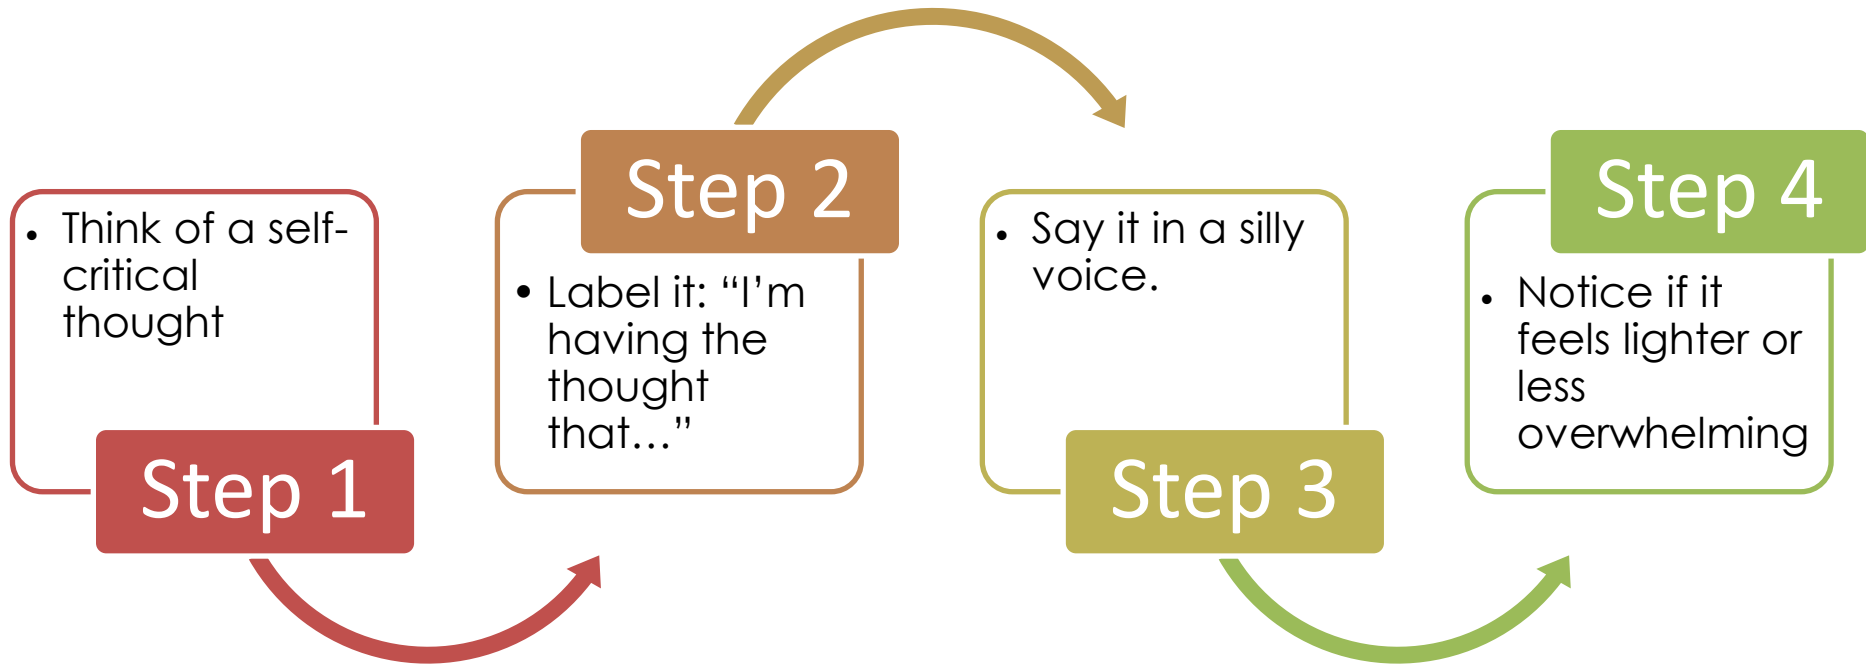 • Think of a self-
critical
thought
Step 1
Step 2
• Label it: “I’m
having the
thought
that…”
• Say it in a silly
voice.
Step 3
Step 4
• Notice if it
feels lighter or
less
overwhelming